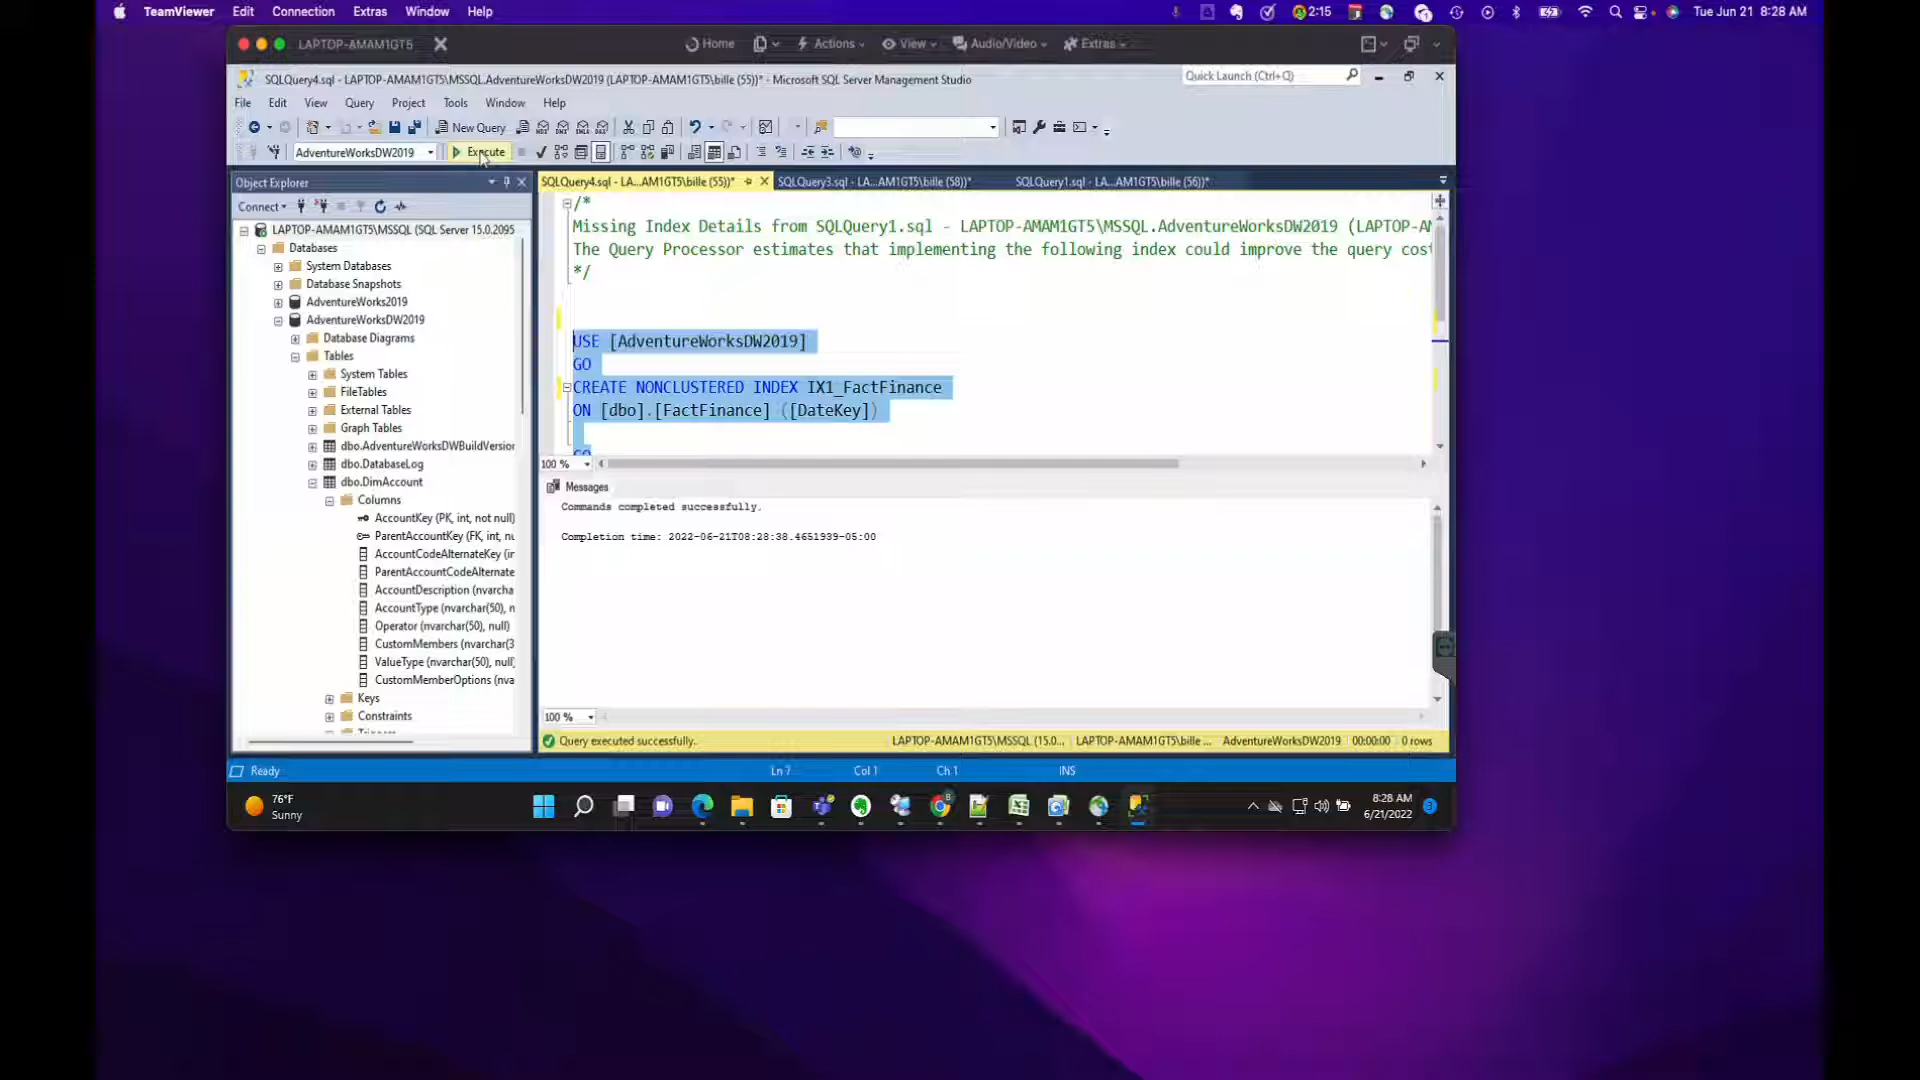 TeamViewer Edit Connection Extras Window Help 2:15 Tue Jun 21 8:28 AM
LAPTOP-AMAM1GT5 Home Actions View Audio/Video Extras
SQLQuery4.sql - LAPTOP-AMAM1GT5\MSSQL.AdventureWorksDW2019 (LAPTOP-AMAM1GT5\bille (55))* - Microsoft SQL Server Management Studio Quick Launch (Ctrl+Q)
File Edit View Query Project Tools Window Help
New Query
AdventureWorksDW2019 Execute
Object Explorer
Connect
LAPTOP-AMAM1GT5\MSSQL (SQL Server 15.0.2095
Databases
System Databases
Database Snapshots
AdventureWorks2019
AdventureWorksDW2019
Database Diagrams
Tables
System Tables
FileTables
External Tables
Graph Tables
dbo.AdventureWorksDWBuildVersion
dbo.DatabaseLog
dbo.DimAccount
Columns
AccountKey (PK, int, not null)
ParentAccountKey (FK, int, nu
AccountCodeAlternateKey (in
ParentAccountCodeAlternate
AccountDescription (nvarcha
AccountType (nvarchar(50), n
Operator (nvarchar(50), null)
CustomMembers (nvarchar(3
ValueType (nvarchar(50), null)
CustomMemberOptions (nva
Keys
Constraints
SQLQuery4.sql - LA...AM1GT5\bille (55))* SQLQuery3.sql - LA...AM1GT5\bille (58))* SQLQuery1.sql - LA...AM1GT5\bille (56))*
/*
Missing Index Details from SQLQuery1.sql - LAPTOP-AMAM1GT5\MSSQL.AdventureWorksDW2019 (LAPTOP-AM
The Query Processor estimates that implementing the following index could improve the query cost
*/
USE [AdventureWorksDW2019]
GO
CREATE NONCLUSTERED INDEX IX1_FactFinance
ON [dbo].[FactFinance] ([DateKey])
GO
100 %
Messages
Commands completed successfully.
Completion time: 2022-06-21T08:28:38.4651939-05:00
100 %
Query executed successfully. LAPTOP-AMAM1GT5\MSSQL (15.0... LAPTOP-AMAM1GT5\bille ... AdventureWorksDW2019 00:00:00 0 rows
Ready Ln 7 Col 1 Ch 1 INS
76°F
Sunny
8:28 AM
6/21/2022 3